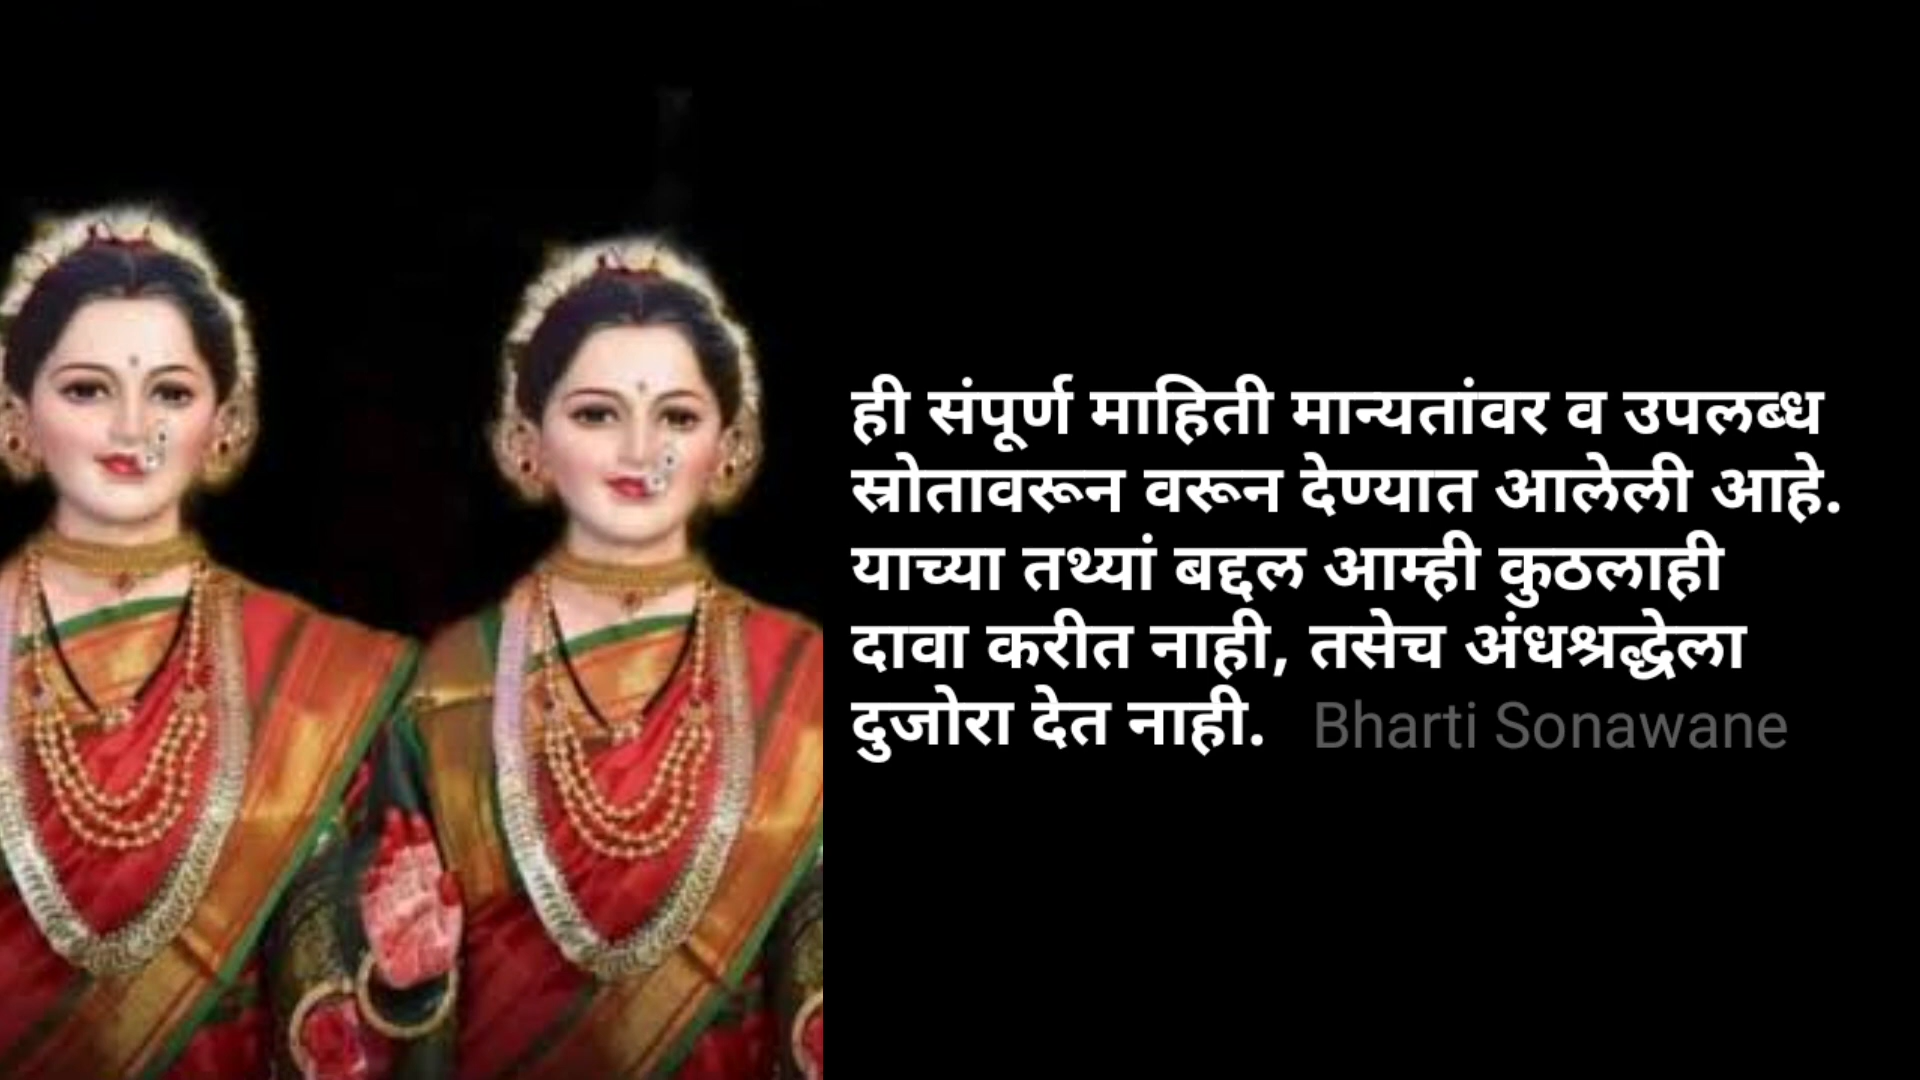 ही संपूर्ण माहिती मान्यतांवर व उपलब्ध
स्रोतावरून वरून देण्यात आलेली आहे.
याच्या तथ्यां बद्दल आम्ही कुठलाही
दावा करीत नाही, तसेच अंधश्रद्धेला
दुजोरा देत नाही. Bharti Sonawane